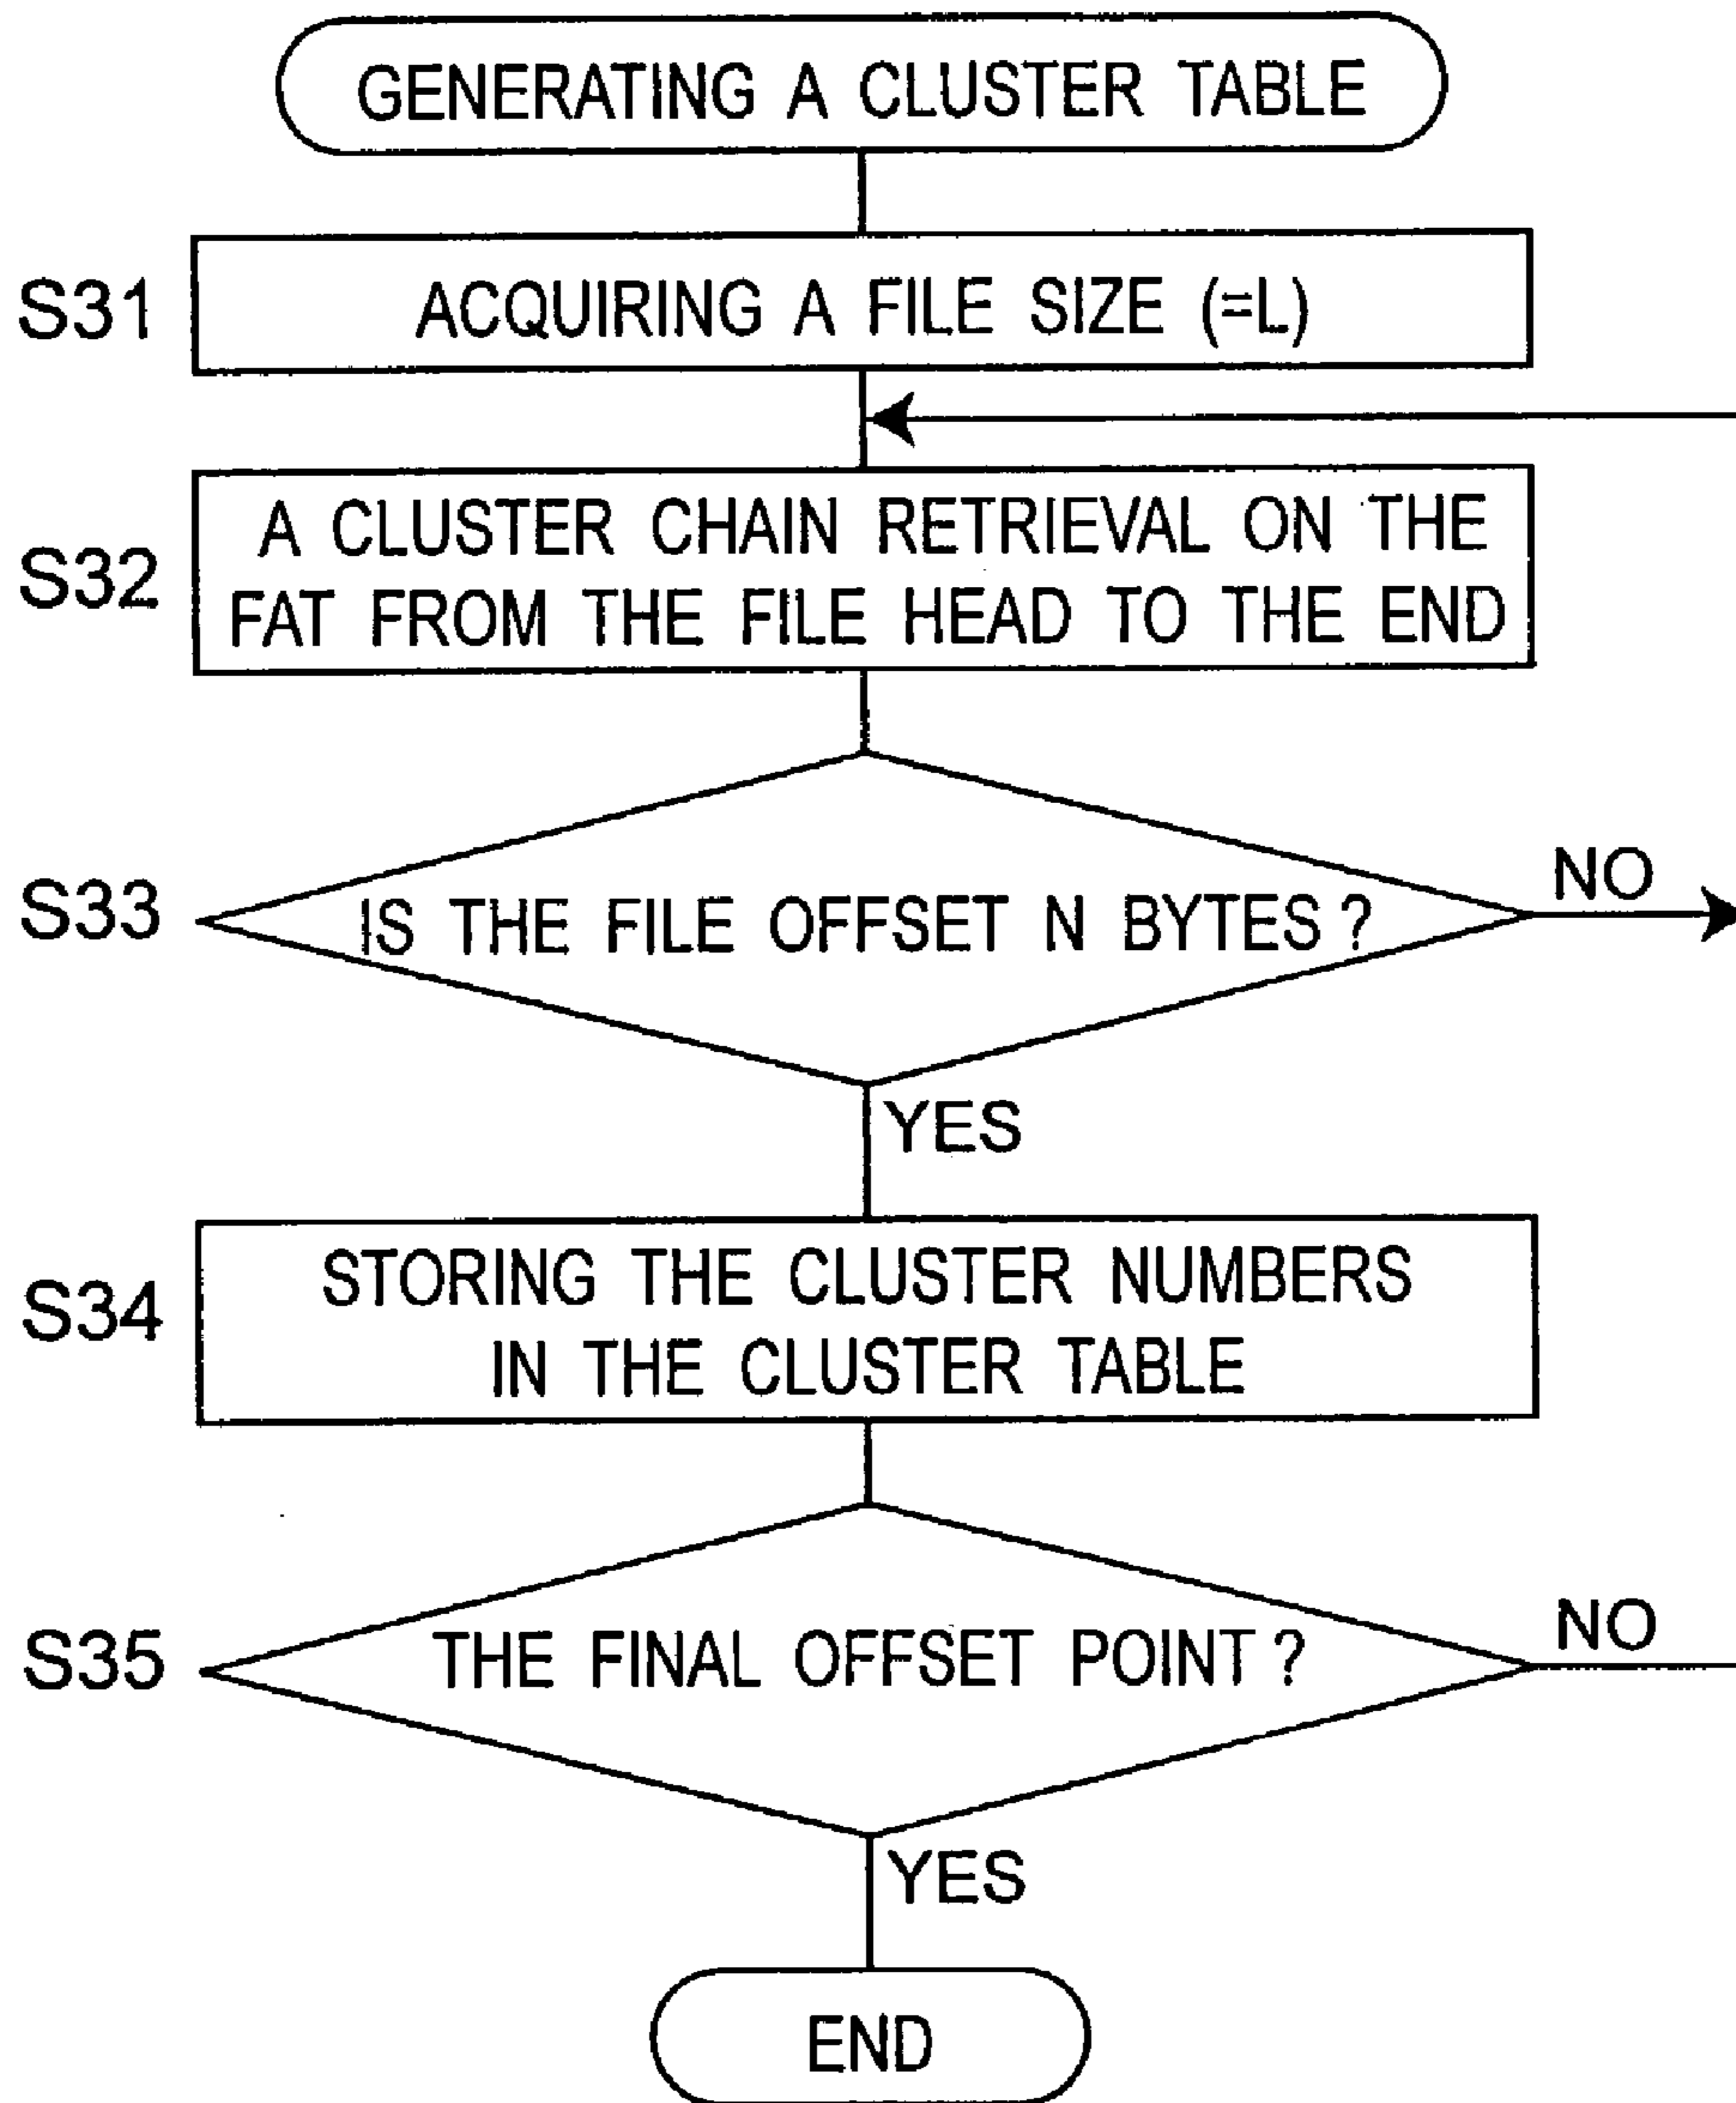 GENERATING A CLUSTER TABLE
S31
ACQUIRING A FILE SIZE (=L)
S32
A CLUSTER CHAIN RETRIEVAL ON THE
FAT FROM THE FILE HEAD TO THE END
S33
IS THE FILE OFFSET N BYTES ?
NO
YES
S34
STORING THE CLUSTER NUMBERS
IN THE CLUSTER TABLE
S35
THE FINAL OFFSET POINT ?
NO
YES
END